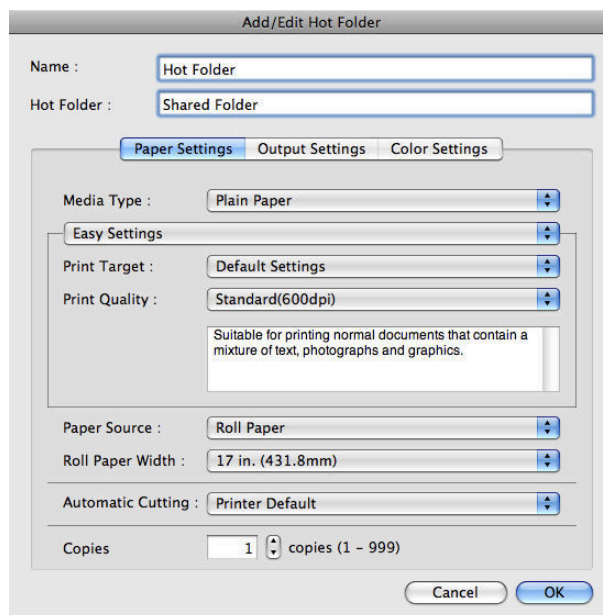 Add/Edit Hot Folder
Name : Hot Folder
Hot Folder : Shared Folder
Paper Settings Output Settings Color Settings
Media Type : Plain Paper
Easy Settings
Print Target : Default Settings
Print Quality : Standard(600dpi)
Suitable for printing normal documents that contain a
mixture of text, photographs and graphics.
Paper Source : Roll Paper
Roll Paper Width : 17 in. (431.8mm)
Automatic Cutting : Printer Default
Copies 1 copies (1 – 999)
Cancel OK